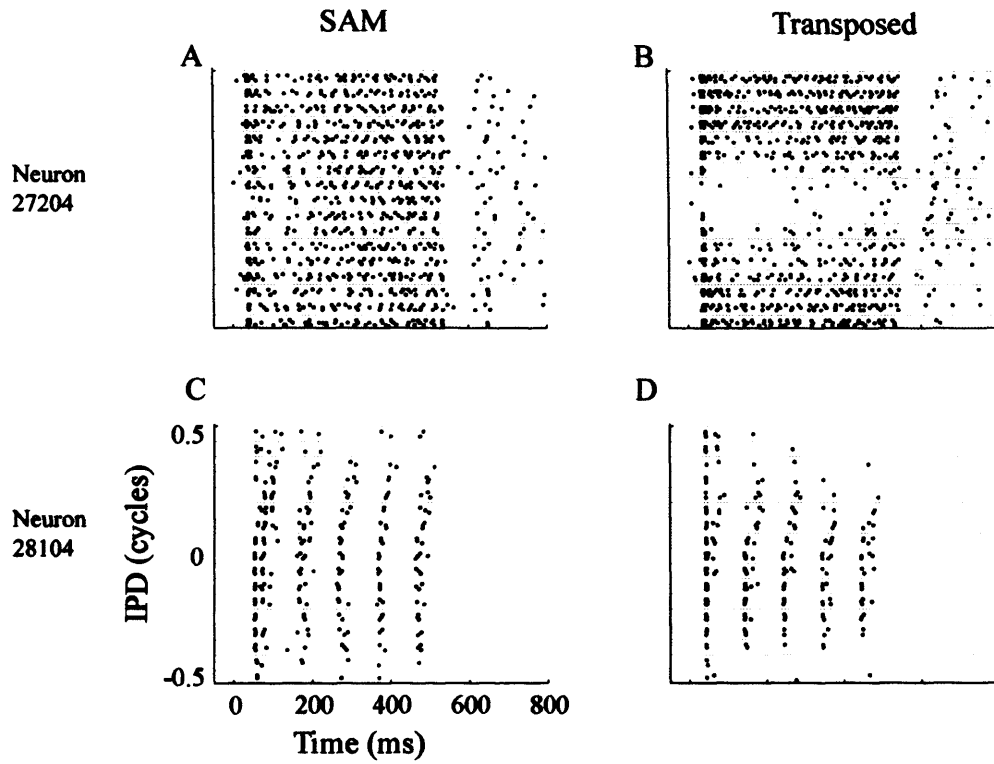 SAM
Transposed
A
B
Neuron
27204
C
D
Neuron
28104
IPD (cycles)
0.5
0
-0.5
0 200 400 600 800
Time (ms)